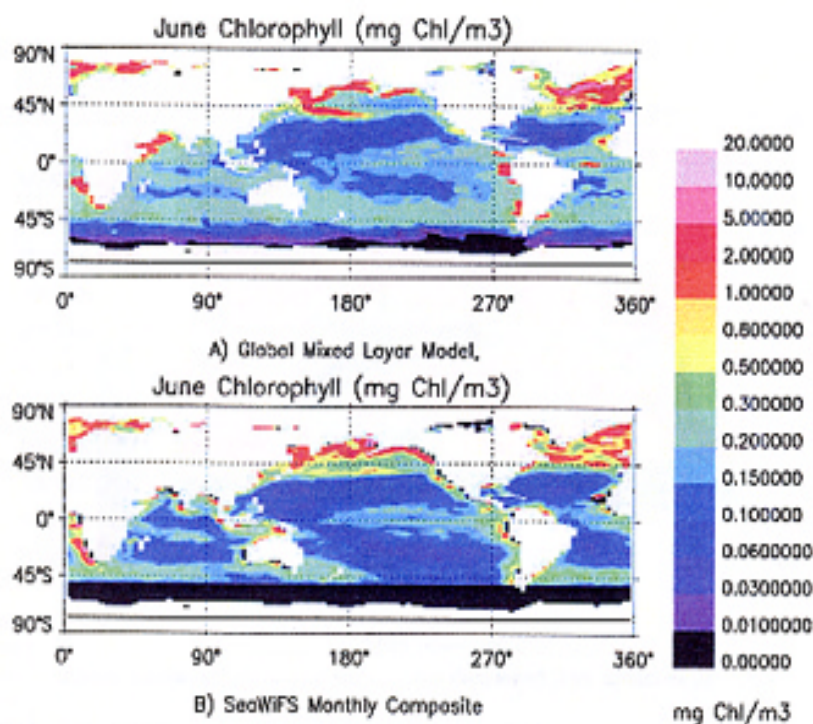 June Chlorophyll (mg Chl/m3)
90°N
45°N
0°
45°S
90°S
0° 90° 180° 270° 360°
A) Global Mixed Layer Model,
June Chlorophyll (mg Chl/m3)
90°N
45°N
0°
45°S
90°S
0° 90° 180° 270° 360°
B) SeaWiFS Monthly Composite
20.0000
10.0000
5.00000
2.00000
1.00000
0.800000
0.500000
0.300000
0.200000
0.150000
0.100000
0.0600000
0.0300000
0.0100000
0.00000
mg Chl/m3